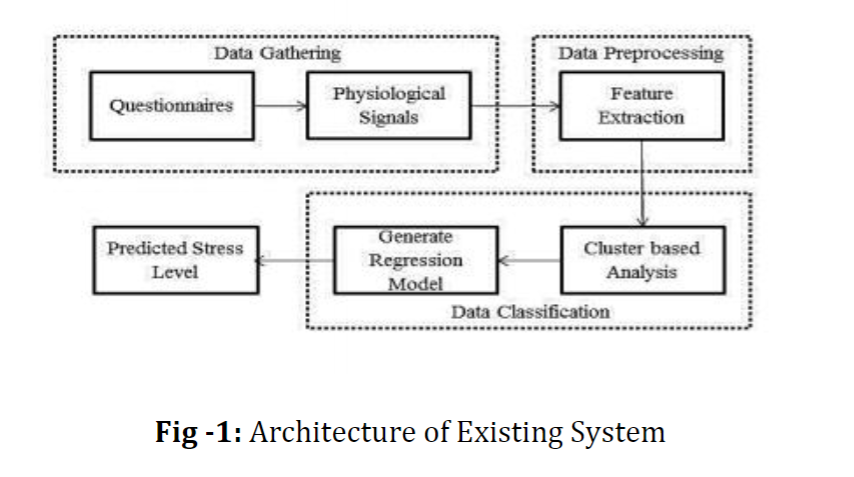 Data Gathering
Data Preprocessing
Questionnaires
Physiological
Signals
Feature
Extraction
Predicted Stress
Level
Generate
Regression
Model
Cluster based
Analysis
Data Classification
Fig -1: Architecture of Existing System